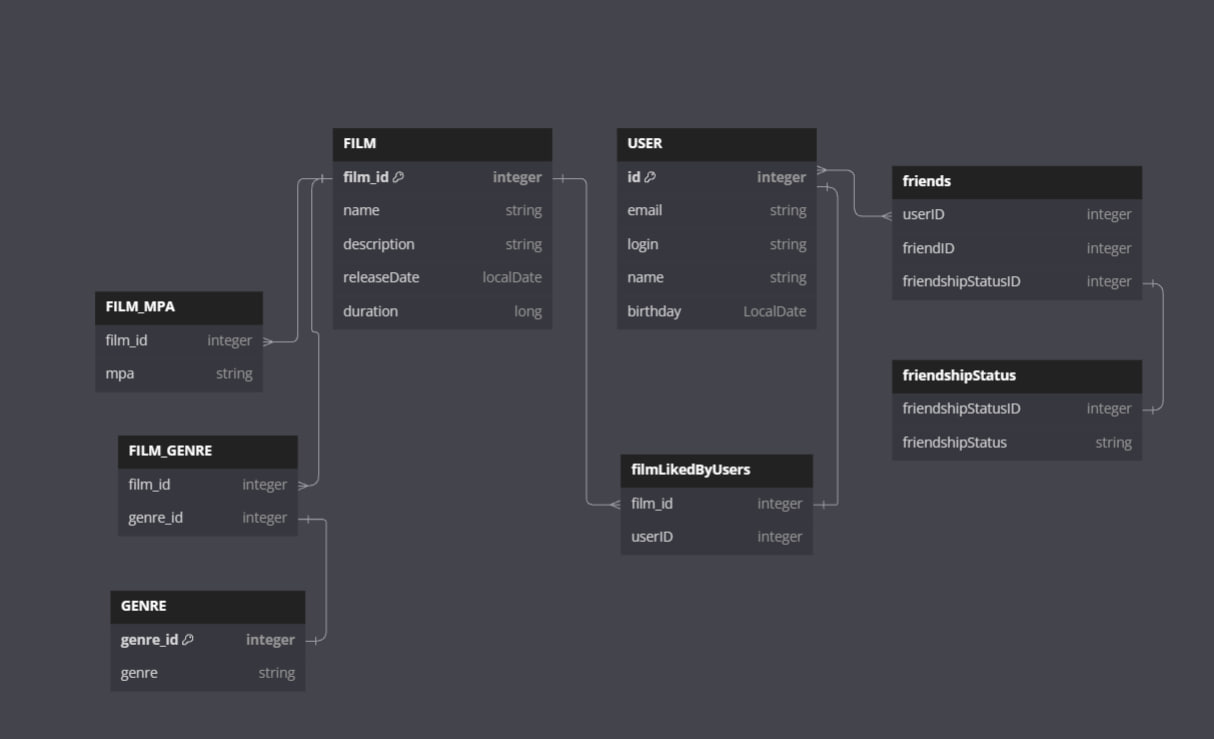 FILM
film_id integer
name string
description string
releaseDate localDate
duration long
USER
id integer
email string
login string
name string
birthday LocalDate
friends
userID integer
friendID integer
friendshipStatusID integer
FILM_MPA
film_id integer
mpa string
friendshipStatus
friendshipStatusID integer
friendshipStatus string
FILM_GENRE
film_id integer
genre_id integer
filmLikedByUsers
film_id integer
userID integer
GENRE
genre_id integer
genre string